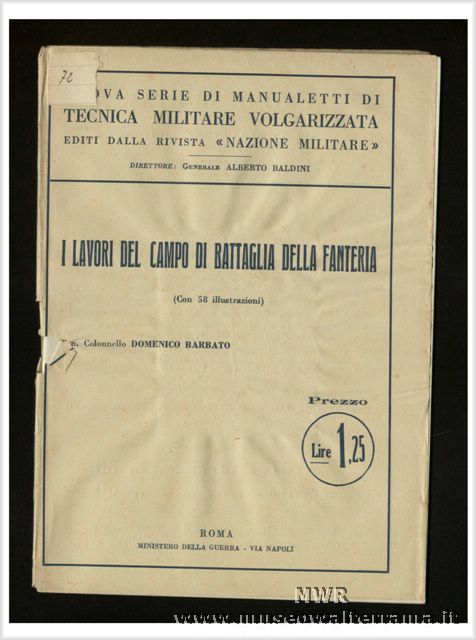 72
OVA SERIE DI MANUALETTI DI
TECNICA MILITARE VOLGARIZZATA
EDITI DALLA RIVISTA «NAZIONE MILITARE»
DIRETTORE: GENERALE ALBERTO BALDINI
I LAVORI DEL CAMPO DI BATTAGLIA DELLA FANTERIA
(Con 58 illustrazioni)
n. Colonnello DOMENICO BARBATO
Prezzo
Lire 1,25
ROMA
MINISTERO DELLA GUERRA - VIA NAPOLI
MWR
www.museowalterrama.it